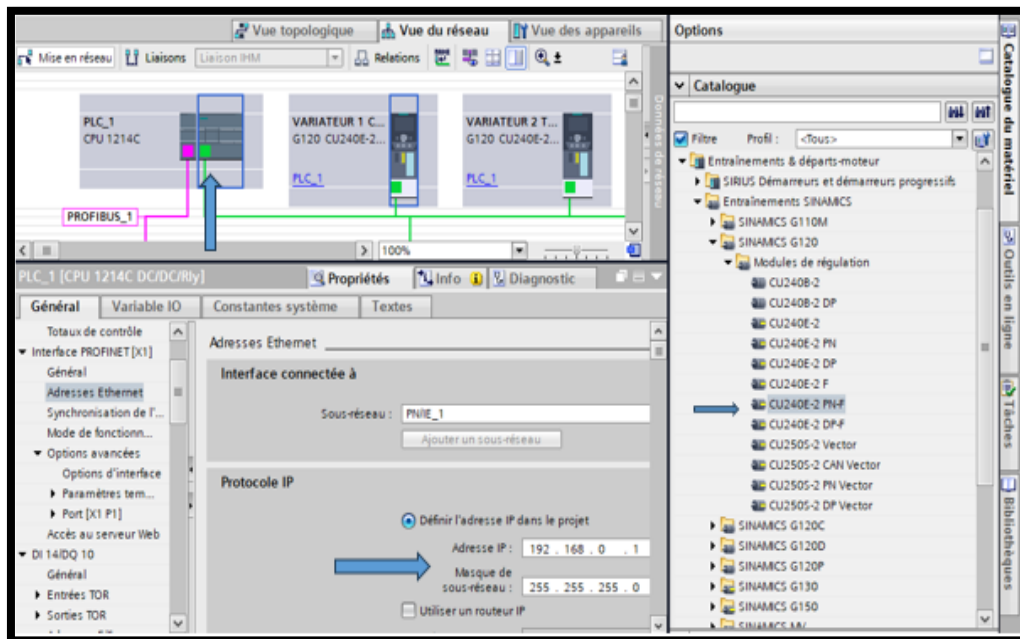 Vue topologique
Vue du réseau
Vue des appareils
Mise en réseau
Liaisons
Liaison IHM
Relations
PLC_1
CPU 1214C
VARIATEUR 1 C...
G120 CU240E-2...
PLC_1
VARIATEUR 2 T...
G120 CU240E-2...
PLC_1
PROFIBUS_1
Données de réseau
100%
PLC_1 [CPU 1214C DC/DC/Rly]
Propriétés
Info
Diagnostic
Général
Variable IO
Constantes système
Textes
Totaux de contrôle
Interface PROFINET [X1]
Général
Adresses Ethernet
Synchronisation de l'...
Mode de fonctionn...
Options avancées
Options d'interface
Paramètres tem...
Port [X1 P1]
Accès au serveur Web
DI 14/DQ 10
Général
Entrées TOR
Sorties TOR
Adresses Ethernet
Interface connectée à
Sous-réseau :
PN/IE_1
Ajouter un sous-réseau
Protocole IP
Définir l'adresse IP dans le projet
Adresse IP : 192 . 168 . 0 . 1
Masque de
sous-réseau : 255 . 255 . 255 . 0
Utiliser un routeur IP
Options
Catalogue
Filtre
Profil :
<Tous>
Entraînements & départs-moteur
SIRIUS Démarreurs et démarreurs progressifs
Entraînements SINAMICS
SINAMICS G110M
SINAMICS G120
Modules de régulation
CU240B-2
CU240B-2 DP
CU240E-2
CU240E-2 PN
CU240E-2 DP
CU240E-2 F
CU240E-2 PN-F
CU240E-2 DP-F
CU250S-2 Vector
CU250S-2 CAN Vector
CU250S-2 PN Vector
CU250S-2 DP Vector
SINAMICS G120C
SINAMICS G120D
SINAMICS G120P
SINAMICS G130
SINAMICS G150
Catalogue du matériel
Outils en ligne
Tâches
Bibliothèques